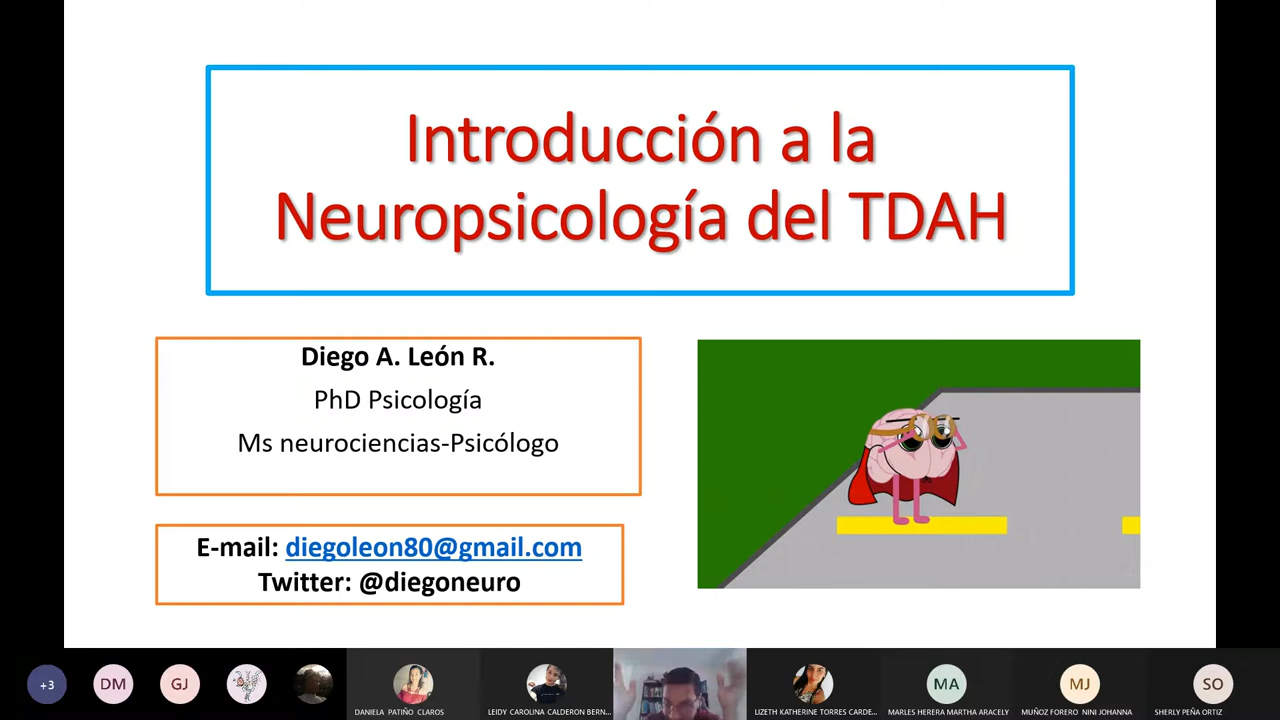 Introducción a la
Neuropsicología del TDAH
Diego A. León R.
PhD Psicología
Ms neurociencias-Psicólogo
E-mail: diegoleon80@gmail.com
Twitter: @diegoneuro
+3
DM
GJ
DANIELA PATIÑO CLAROS
LEIDY CAROLINA CALDERON BERN...
LIZETH KATHERINE TORRES CARDE...
MA
MARLES HERERA MARTHA ARACELY
MJ
MUÑOZ FORERO NINI JOHANNA
SO
SHERLY PEÑA ORTIZ